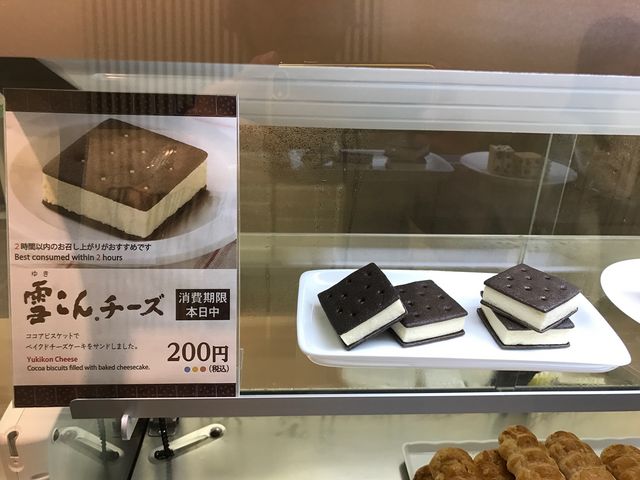 2時間以内のお召し上がりがおすすめです
Best consumed within 2 hours
ゆき
雪こん。チーズ
消費期限
本日中
ココアビスケットで
ベイクドチーズケーキをサンドしました。
Yukikon Cheese
Cocoa biscuits filled with baked cheesecake.
200円
(税込)